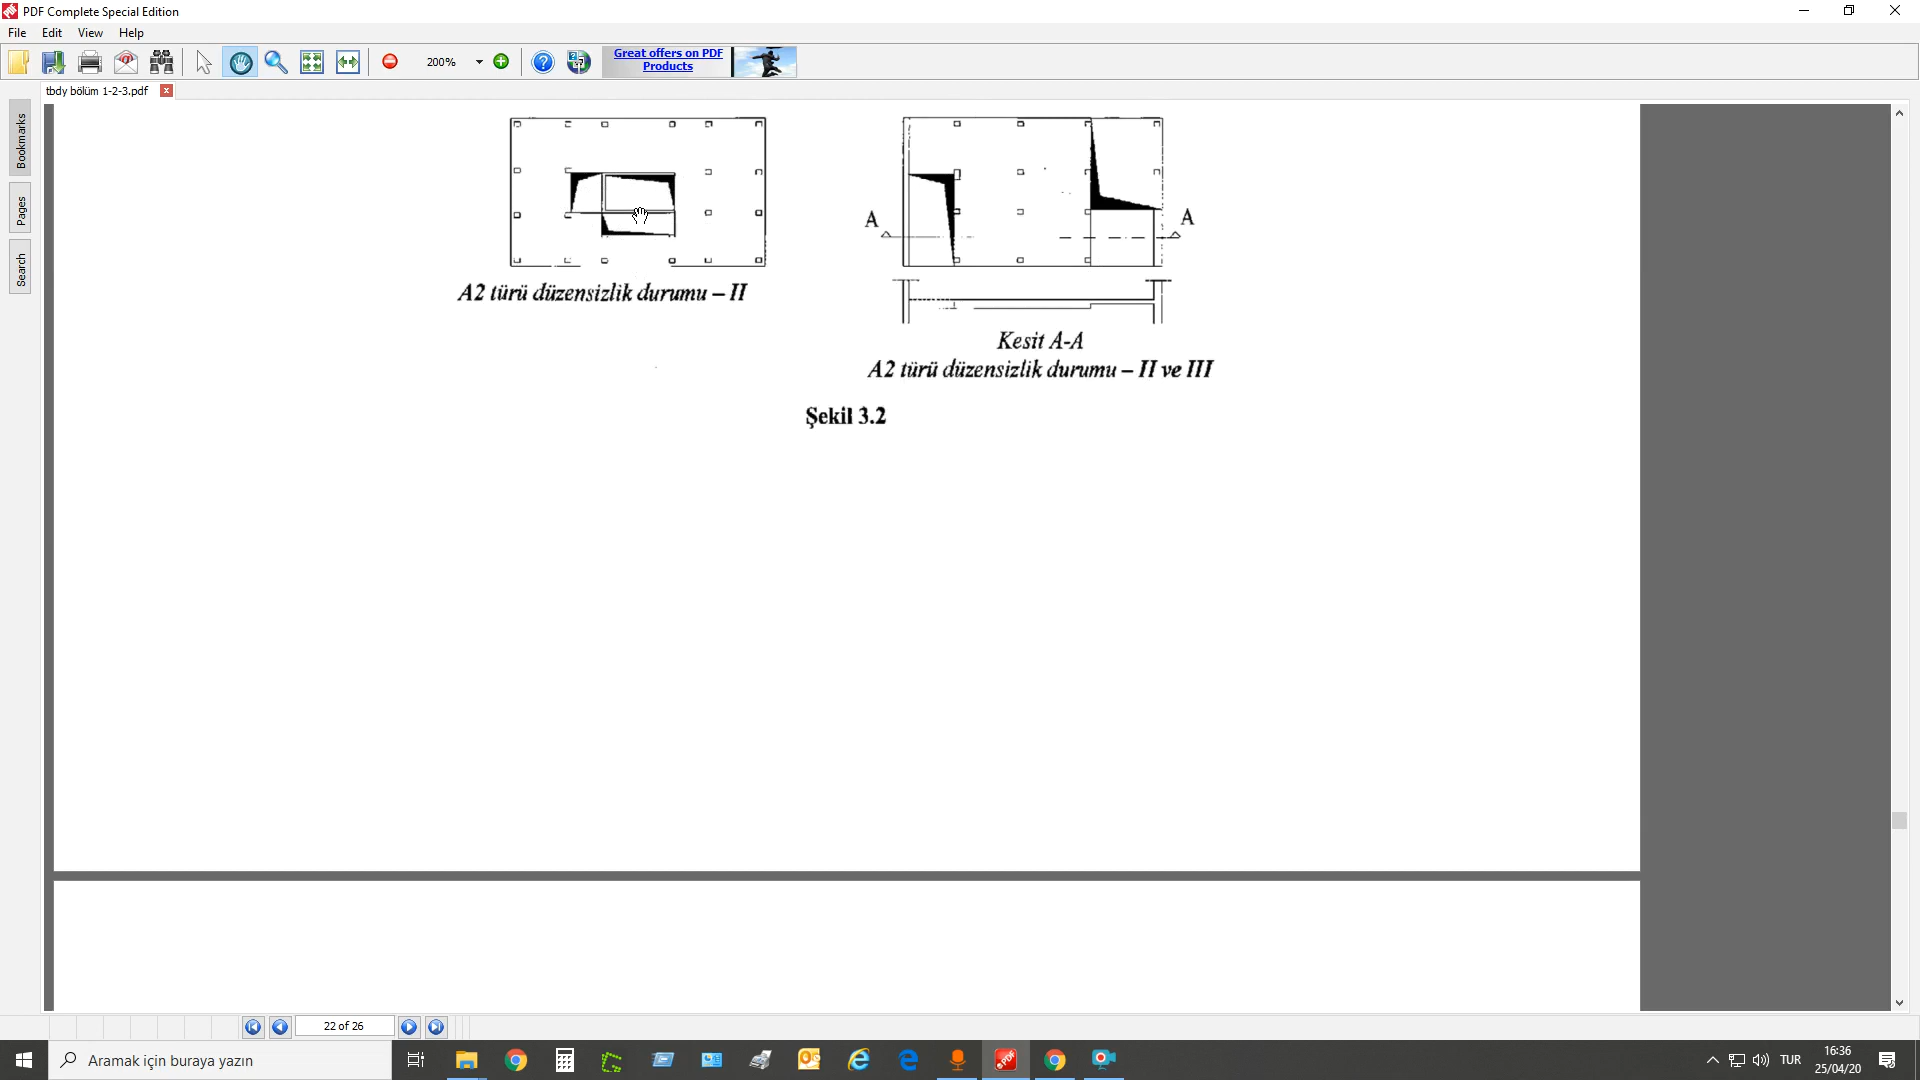 PDF Complete Special Edition
File Edit View Help
200%
Great offers on PDF
Products
tbdy bölüm 1-2-3.pdf
Bookmarks
Pages
Search
A2 türü düzensizlik durumu – II
A
A
Kesit A-A
A2 türü düzensizlik durumu – II ve III
Şekil 3.2
22 of 26
Aramak için buraya yazın
TUR
16:36
25/04/20